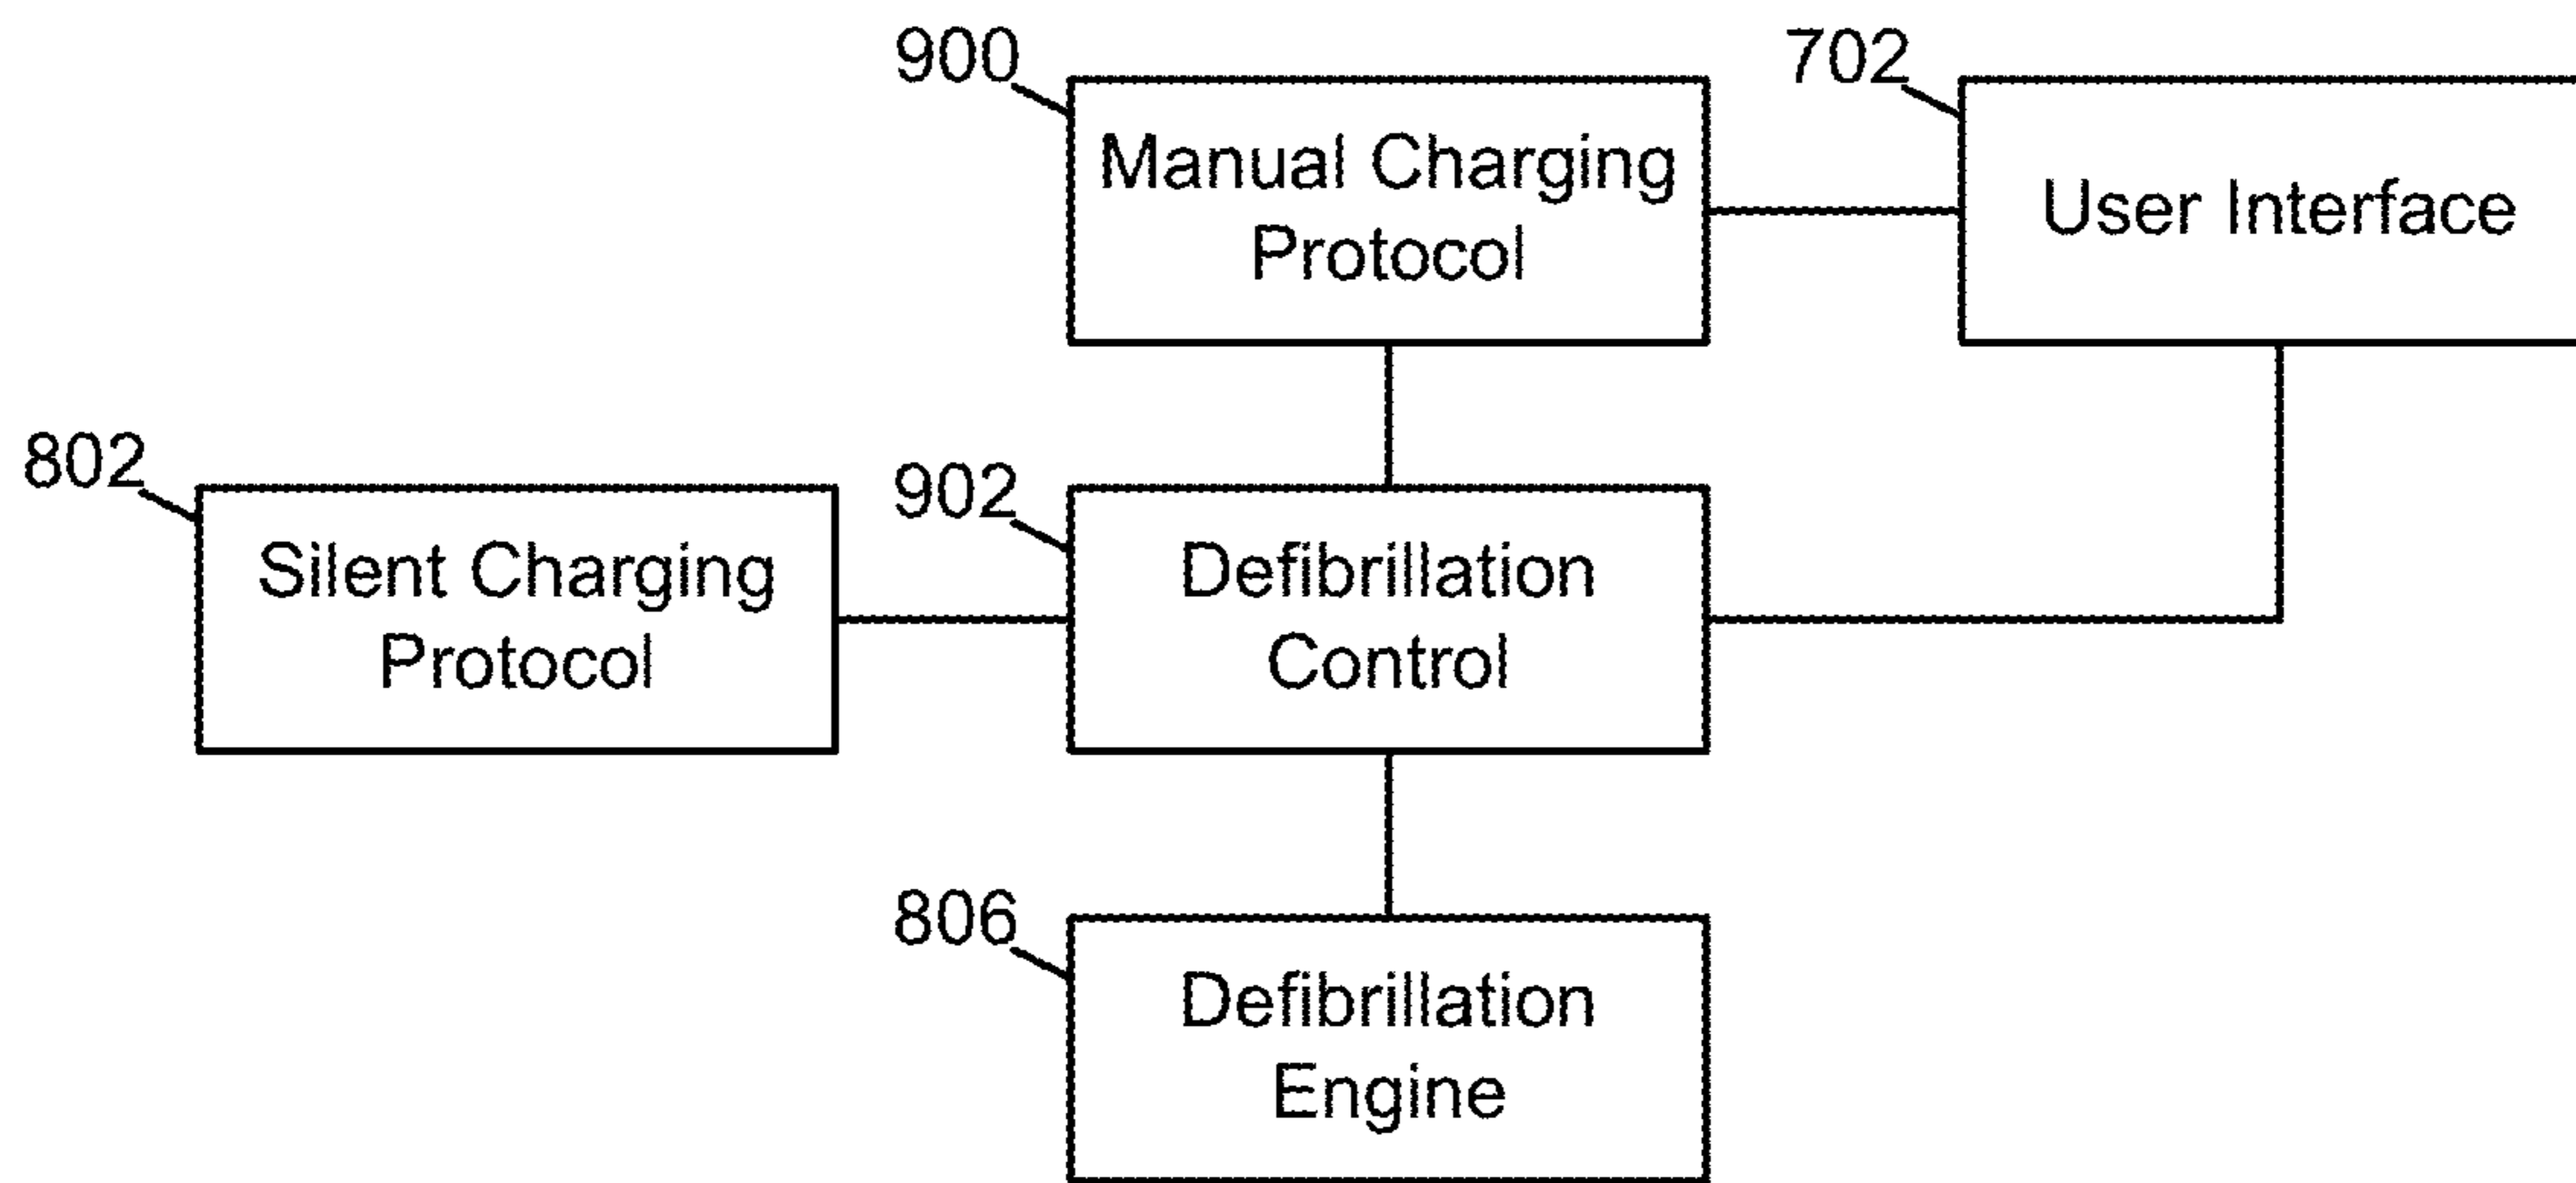 900
Manual Charging
Protocol
702
User Interface
802
Silent Charging
Protocol
902
Defibrillation
Control
806
Defibrillation
Engine